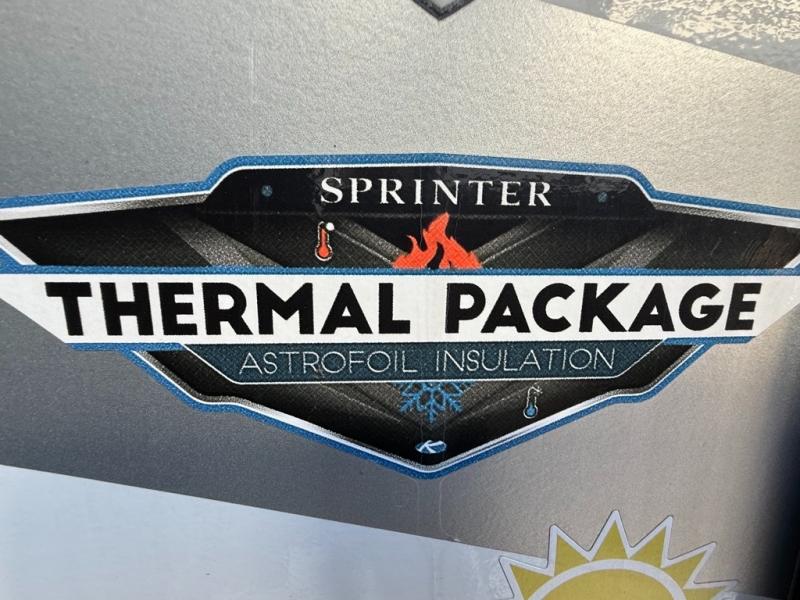 SPRINTER
THERMAL PACKAGE
ASTROFOIL INSULATION
K